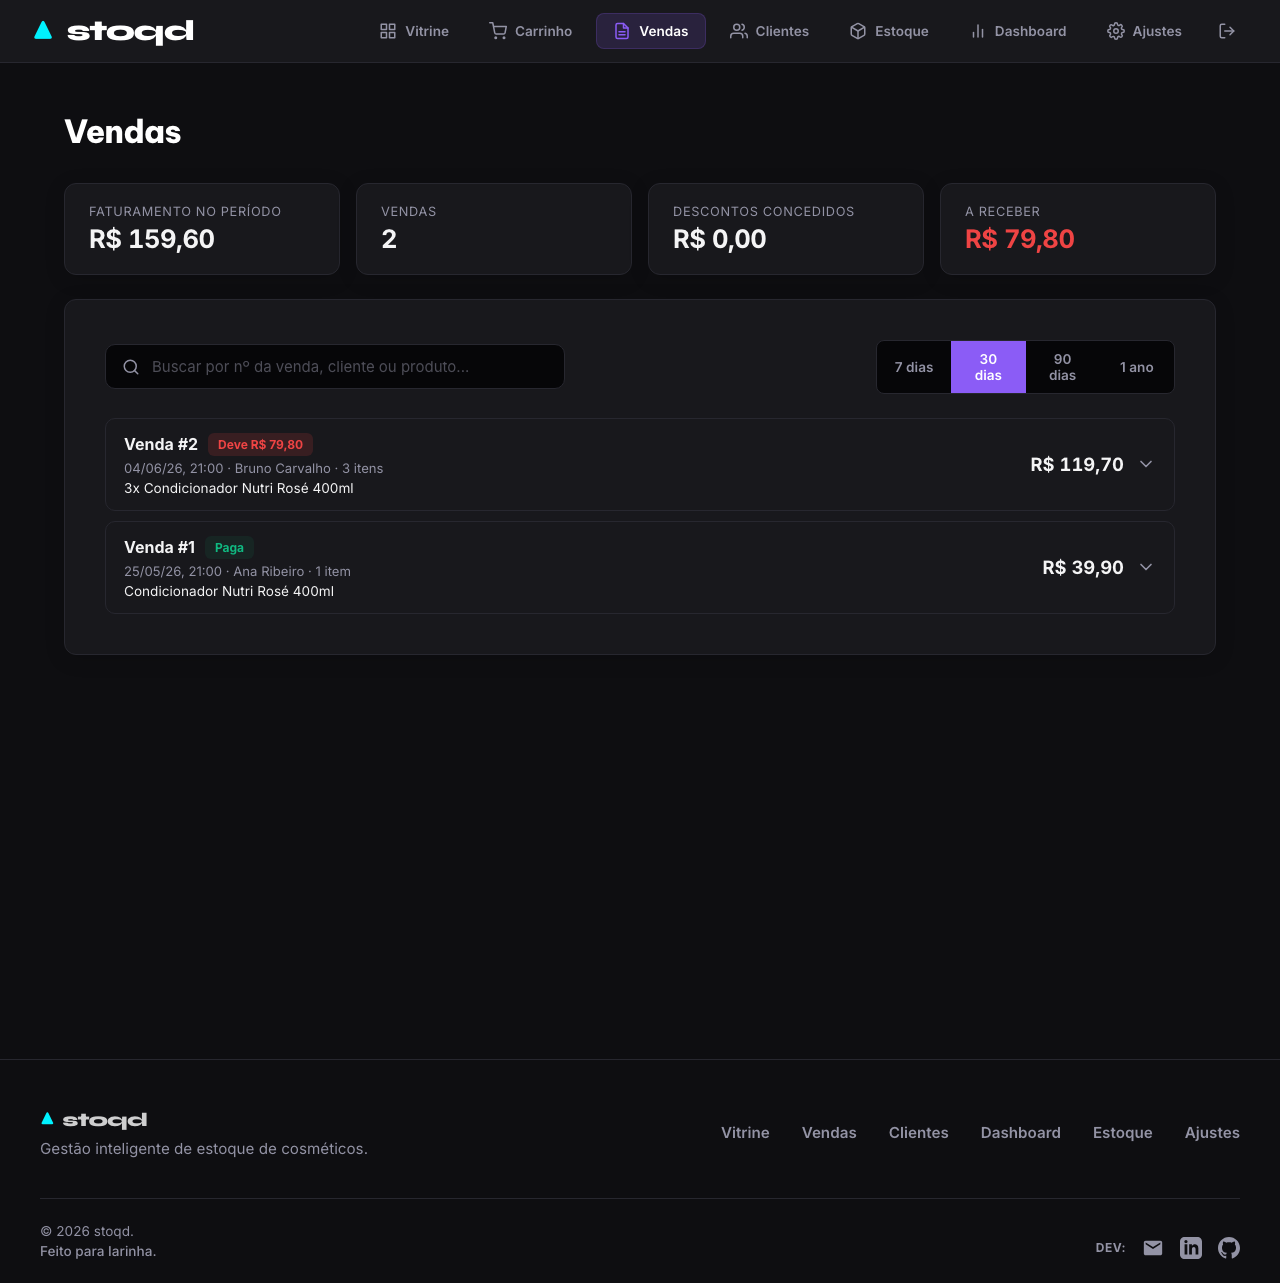 stoqd
Vitrine
Carrinho
Vendas
Clientes
Estoque
Dashboard
Ajustes
Vendas
FATURAMENTO NO PERÍODO
R$ 159,60
VENDAS
2
DESCONTOS CONCEDIDOS
R$ 0,00
A RECEBER
R$ 79,80
Buscar por nº da venda, cliente ou produto...
7 dias
30
dias
90
dias
1 ano
Venda #2 Deve R$ 79,80
04/06/26, 21:00 · Bruno Carvalho · 3 itens
3x Condicionador Nutri Rosé 400ml
R$ 119,70
Venda #1 Paga
25/05/26, 21:00 · Ana Ribeiro · 1 item
Condicionador Nutri Rosé 400ml
R$ 39,90
stoqd
Gestão inteligente de estoque de cosméticos.
Vitrine
Vendas
Clientes
Dashboard
Estoque
Ajustes
© 2026 stoqd.
Feito para larinha.
DEV: